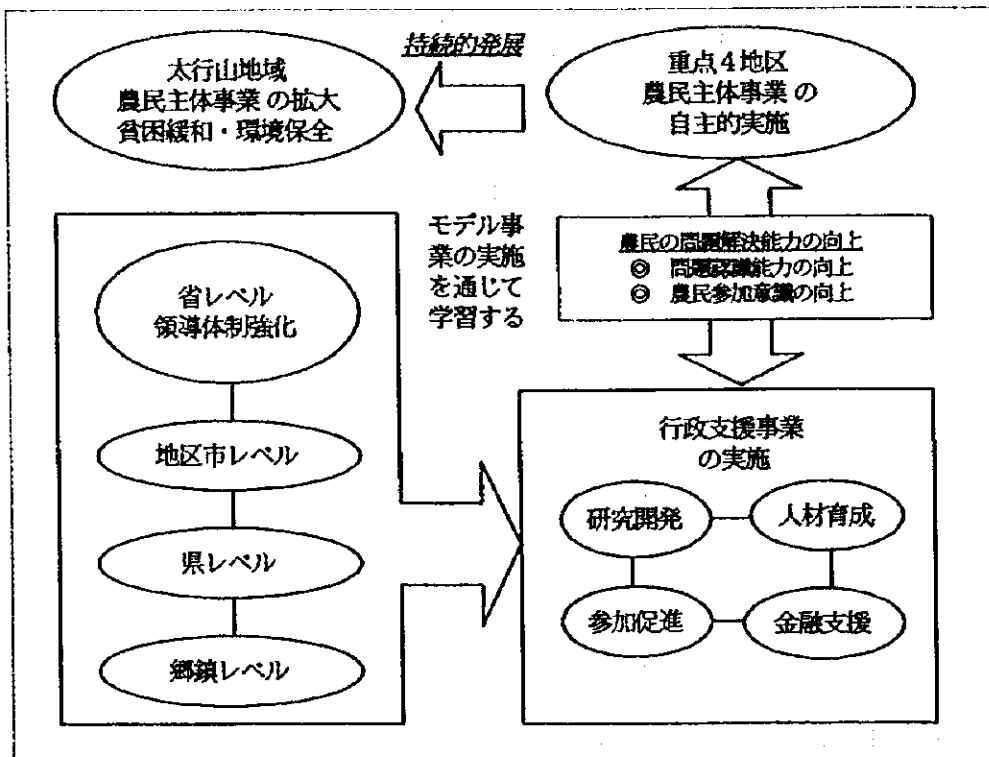 持続的発展
太行山地域
農民主体事業の拡大
貧困緩和・環境保全
重点4地区
農民主体事業の
自主的実施
モデル事
業の実施
を通じて
学習する
農民の問題解決能力の向上
◎ 問題認識能力の向上
◎ 農民参加意識の向上
省レベル
領導体制強化
地区市レベル
県レベル
郷鎮レベル
行政支援事業
の実施
研究開発
人材育成
参加促進
金融支援